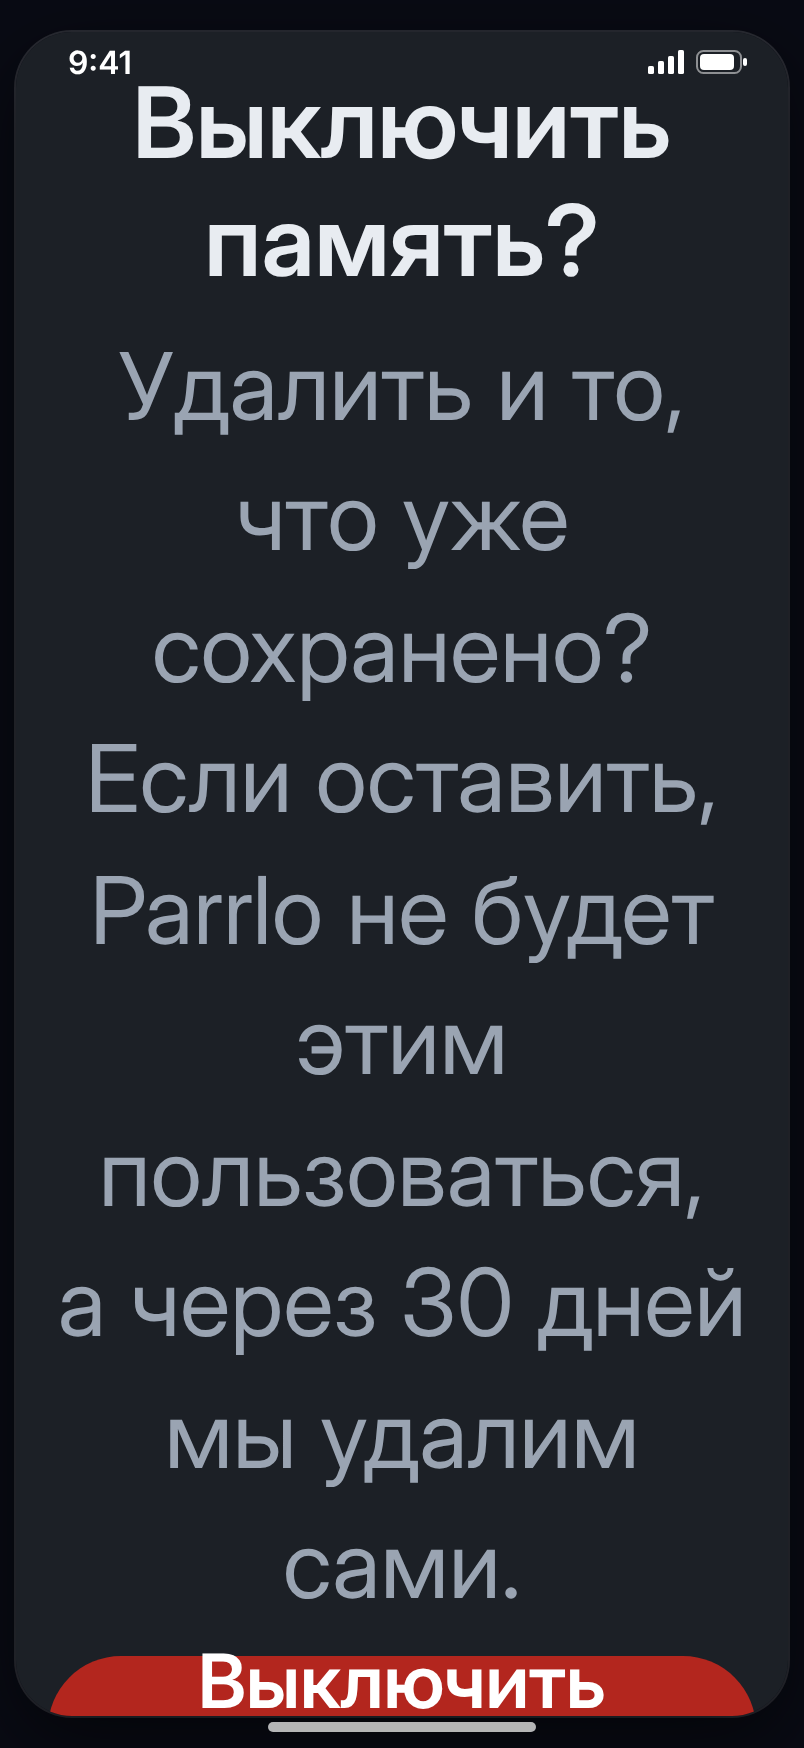 9:41
Выключить
память?
Удалить и то,
что уже
сохранено?
Если оставить,
Parrlo не будет
этим
пользоваться,
а через 30 дней
мы удалим
сами.
Выключить